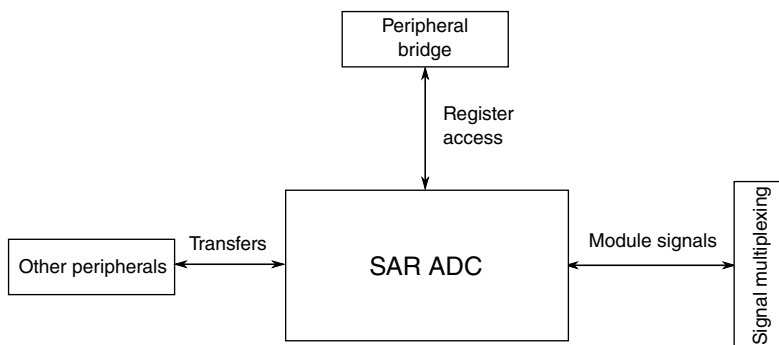 Peripheral
bridge
Register
access
Transfers
Module signals
Other peripherals
SAR ADC
Signal multiplexing